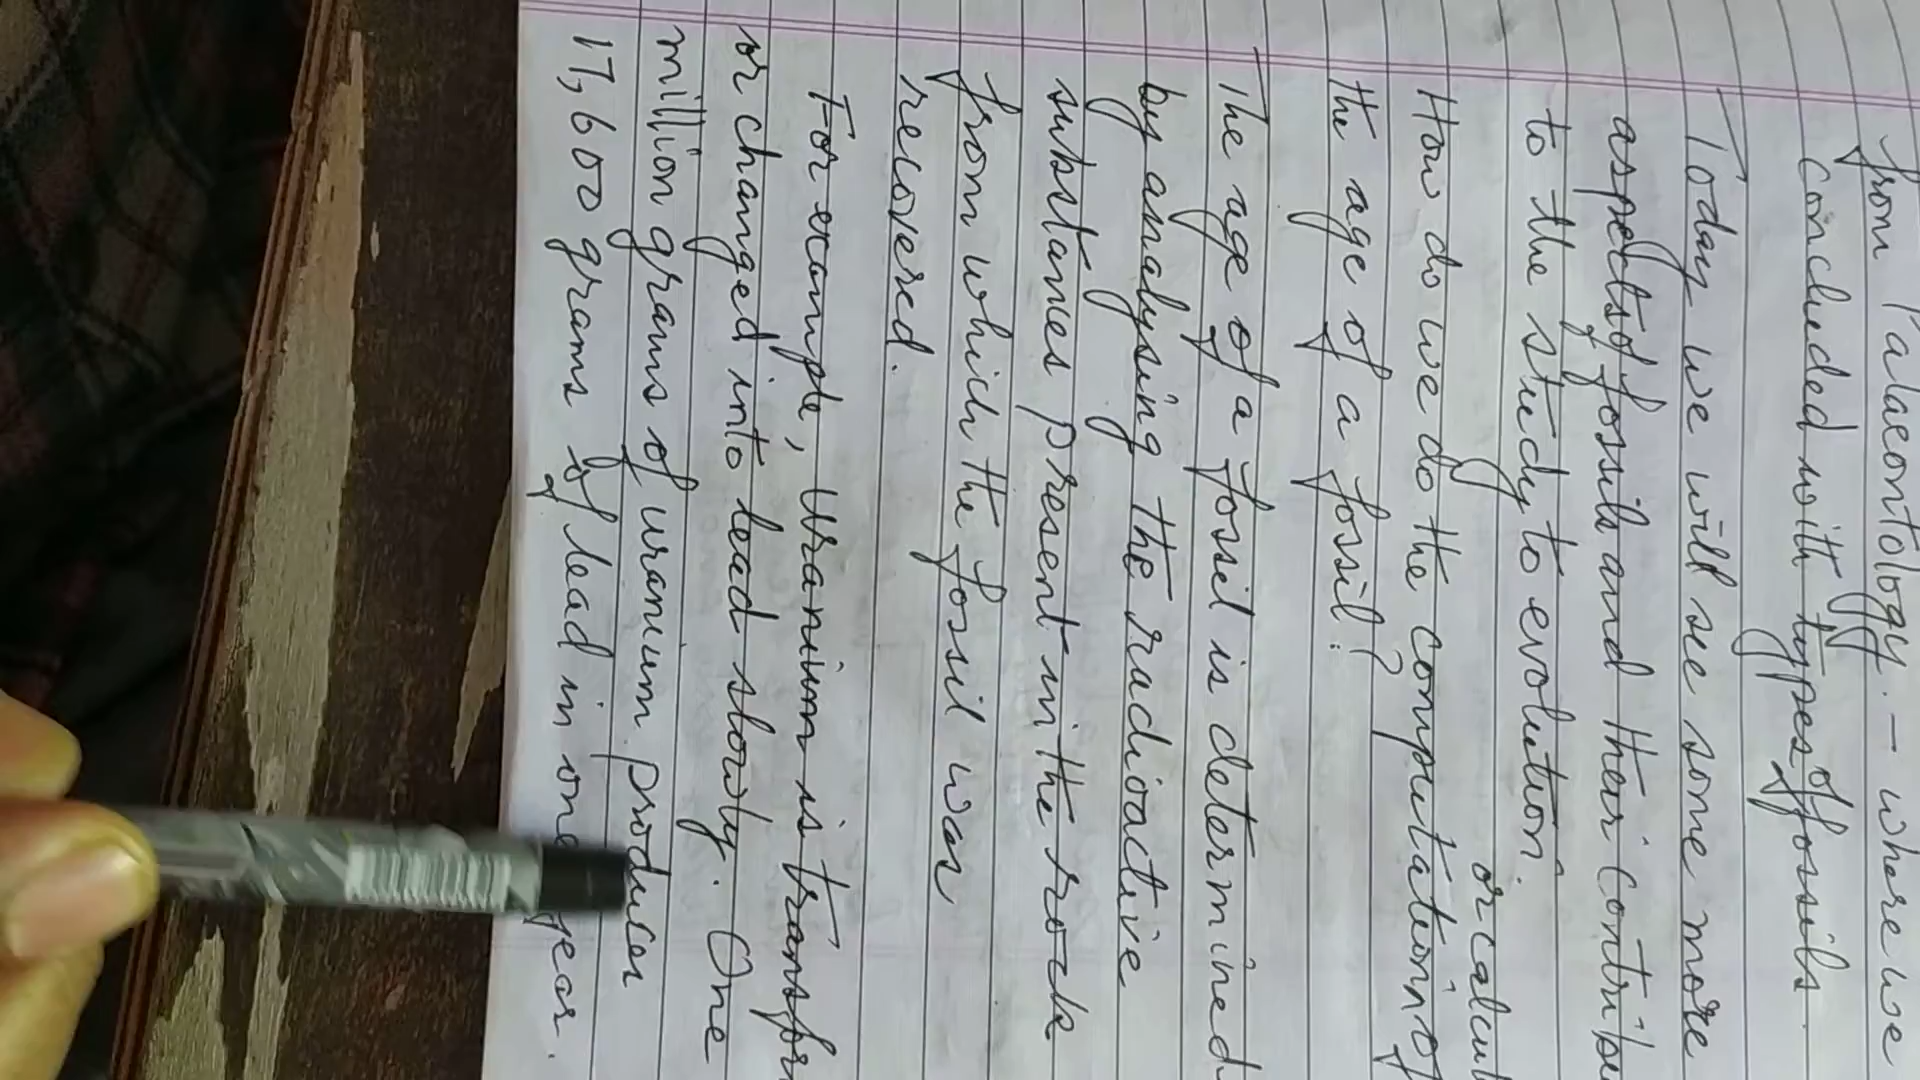 from Palaeontology. - where we
concluded with types of fossils.
Today we will see some more
aspects of fossils and their contribu
to the study to evolution.
or calcul
How do we do the computation of
the age of a fossil?
The age of a fossil is determined
by analysing the radioactive
substances present in the rocks
from which the fossil was
recovered.
For example, Uranium is transfor
or changed into lead slowly. One
million grams of uranium produces
17,600 grams of lead in one year.